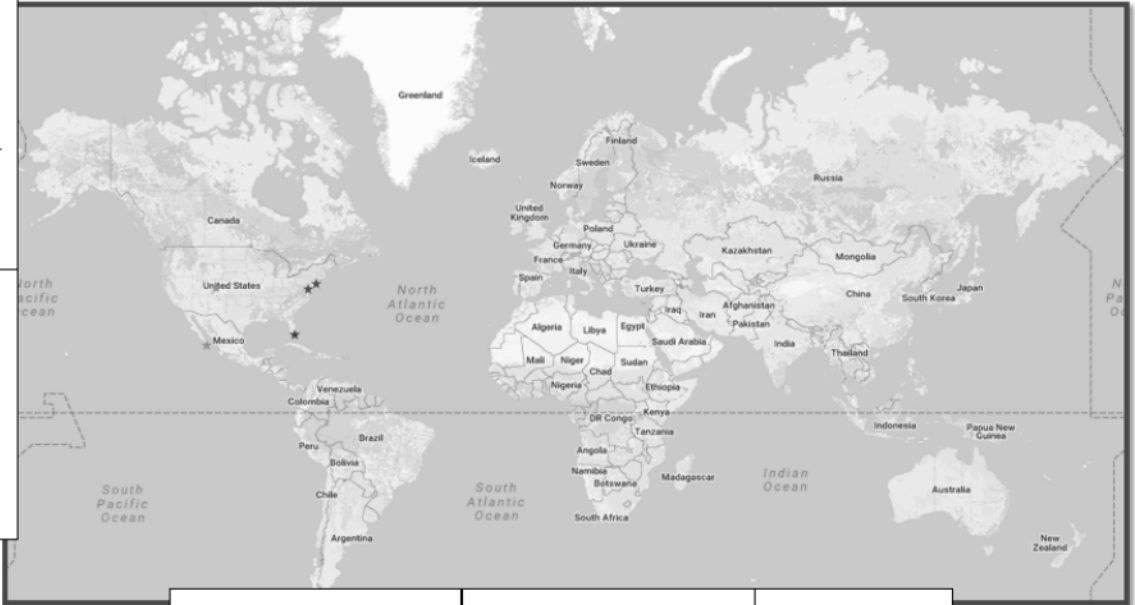 Greenland
Iceland
Finland
Sweden
Norway
Russia
United
Kingdom
Canada
Poland
Germany
Ukraine
Kazakhstan
Mongolia
France
Italy
Spain
United States
North
Atlantic
Ocean
Turkey
China
South Korea
Japan
Iraq
Iran
Afghanistan
Pakistan
Algeria
Libya
Egypt
Saudi Arabia
India
Thailand
Mexico
Mali
Niger
Chad
Sudan
Nigeria
Ethiopia
Venezuela
Colombia
DR Congo
Kenya
Tanzania
Indonesia
Papua New
Guinea
Peru
Brazil
Bolivia
Angola
Namibia
Botswana
Madagascar
Indian
Ocean
Australia
South
Pacific
Ocean
Chile
South
Atlantic
Ocean
South Africa
Argentina
New
Zealand